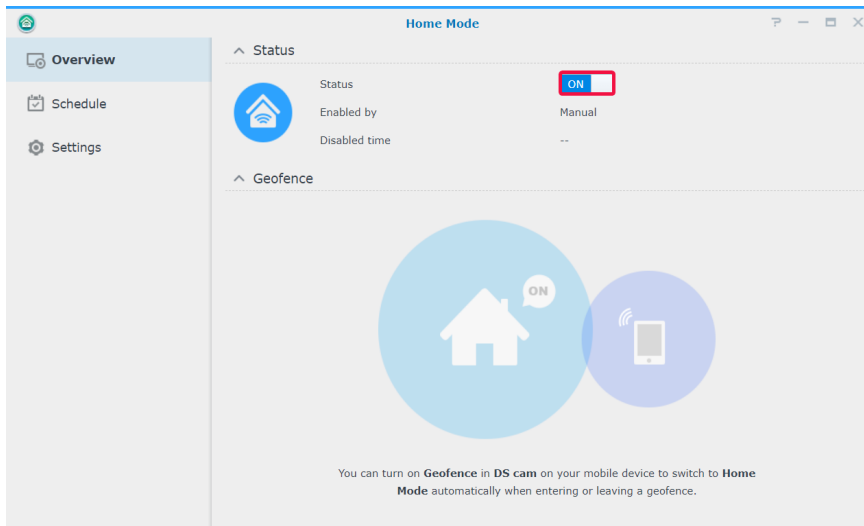 Home Mode
Overview
Schedule
Settings
Status
Status ON
Enabled by Manual
Disabled time --
Geofence
ON
You can turn on Geofence in DS cam on your mobile device to switch to Home
Mode automatically when entering or leaving a geofence.